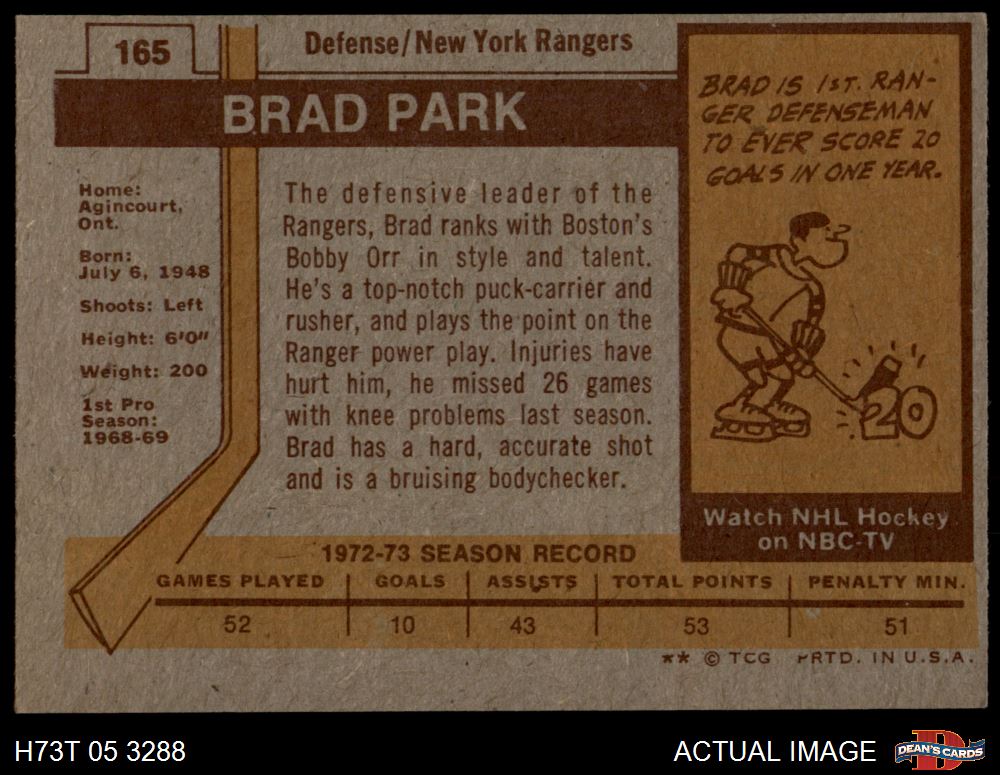 165
Defense/New York Rangers
BRAD PARK
Home:
Agincourt,
Ont.
Born:
July 6, 1948
Shoots: Left
Height: 6'0"
Weight: 200
1st Pro
Season:
1968-69
The defensive leader of the
Rangers, Brad ranks with Boston's
Bobby Orr in style and talent.
He's a top-notch puck-carrier and
rusher, and plays the point on the
Ranger power play. Injuries have
hurt him, he missed 26 games
with knee problems last season.
Brad has a hard, accurate shot
and is a bruising bodychecker.
BRAD IS 1ST. RAN-
GER DEFENSEMAN
TO EVER SCORE 20
GOALS IN ONE YEAR.
20
Watch NHL Hockey
on NBC-TV
1972-73 SEASON RECORD
GAMES PLAYED GOALS ASSISTS TOTAL POINTS PENALTY MIN.
52 10 43 53 51
** © TCG PRTD. IN U.S.A.
H73T 05 3288
ACTUAL IMAGE
D
DEAN'S CARDS